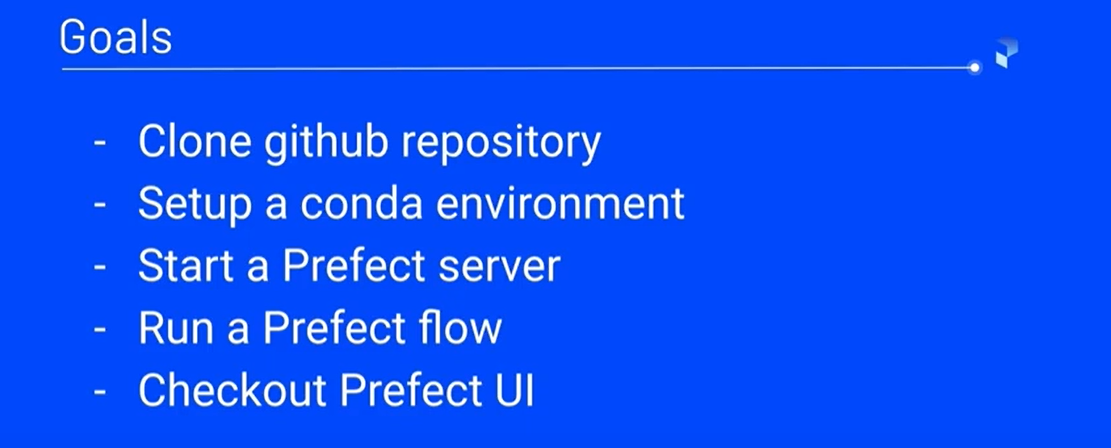 Goals
- Clone github repository
- Setup a conda environment
- Start a Prefect server
- Run a Prefect flow
- Checkout Prefect UI